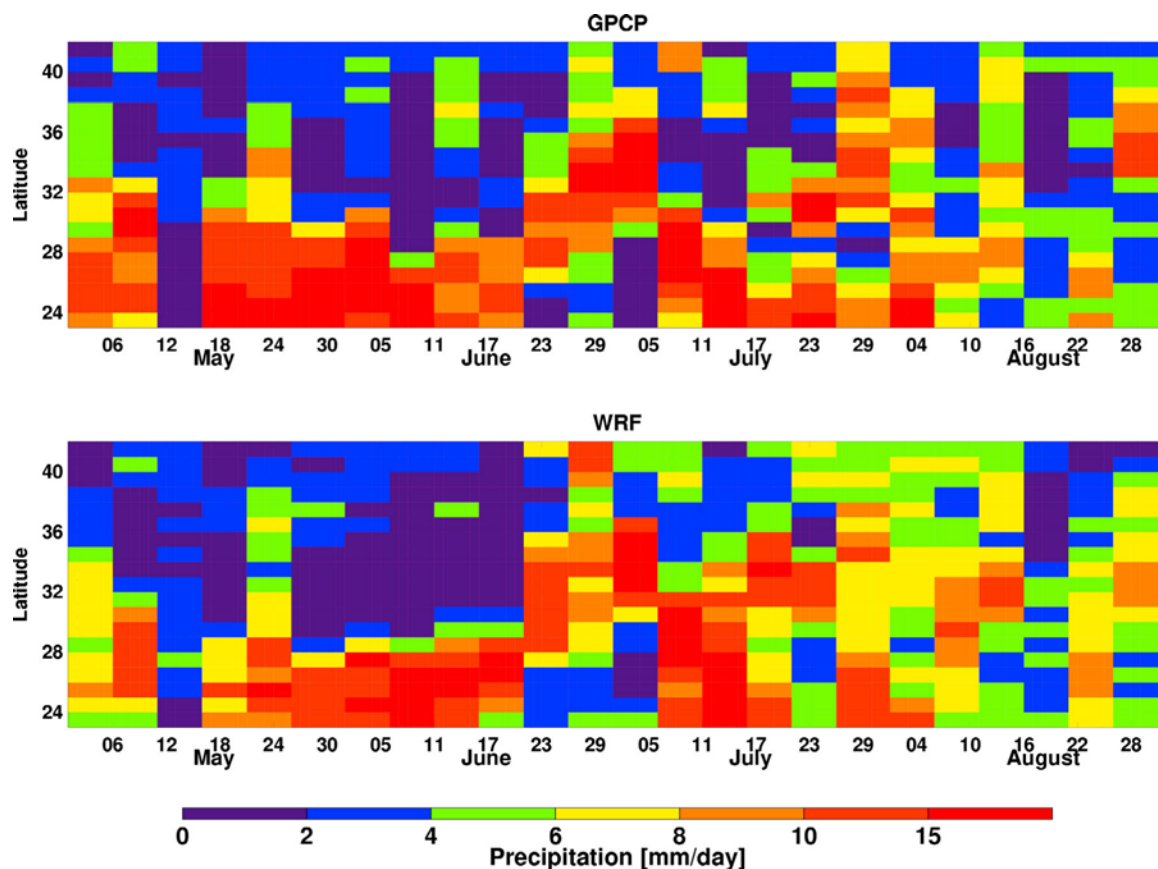 GPCP
40
36
32
28
24
Latitude
06 12 18 24 30 05 11 17 23 29 05 11 17 23 29 04 10 16 22 28
May June July August
WRF
40
36
32
28
24
Latitude
06 12 18 24 30 05 11 17 23 29 05 11 17 23 29 04 10 16 22 28
May June July August
0 2 4 6 8 10 15
Precipitation [mm/day]